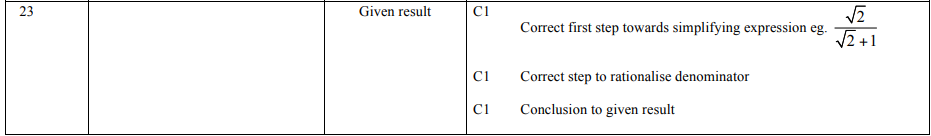 23 Given result C1 Correct first step towards simplifying expression eg. √2/(√2 + 1)
C1 Correct step to rationalise denominator
C1 Conclusion to given result